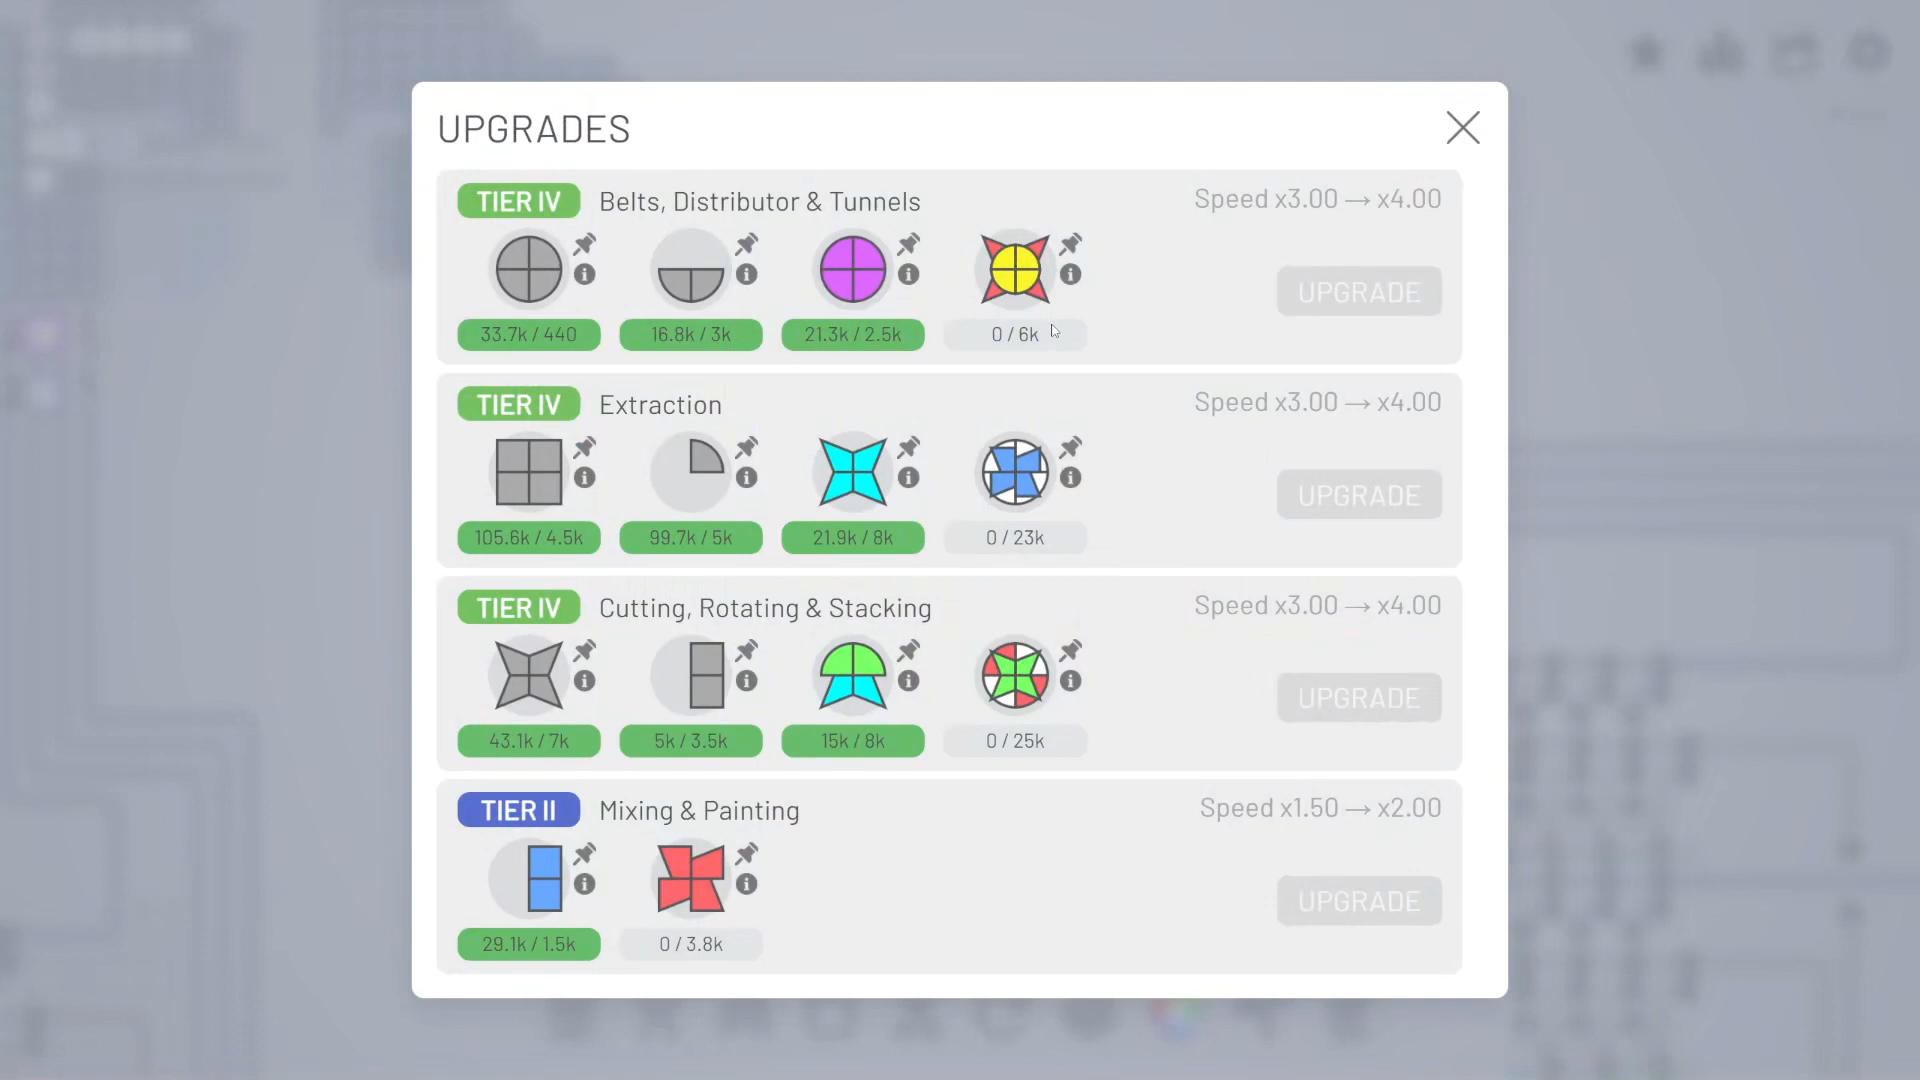 UPGRADES
TIER IV Belts, Distributor & Tunnels Speed x3.00 → x4.00
33.7k / 440 16.8k / 3k 21.3k / 2.5k 0 / 6k UPGRADE
TIER IV Extraction Speed x3.00 → x4.00
105.6k / 4.5k 99.7k / 5k 21.9k / 8k 0 / 23k UPGRADE
TIER IV Cutting, Rotating & Stacking Speed x3.00 → x4.00
43.1k / 7k 5k / 3.5k 15k / 8k 0 / 25k UPGRADE
TIER II Mixing & Painting Speed x1.50 → x2.00
29.1k / 1.5k 0 / 3.8k UPGRADE